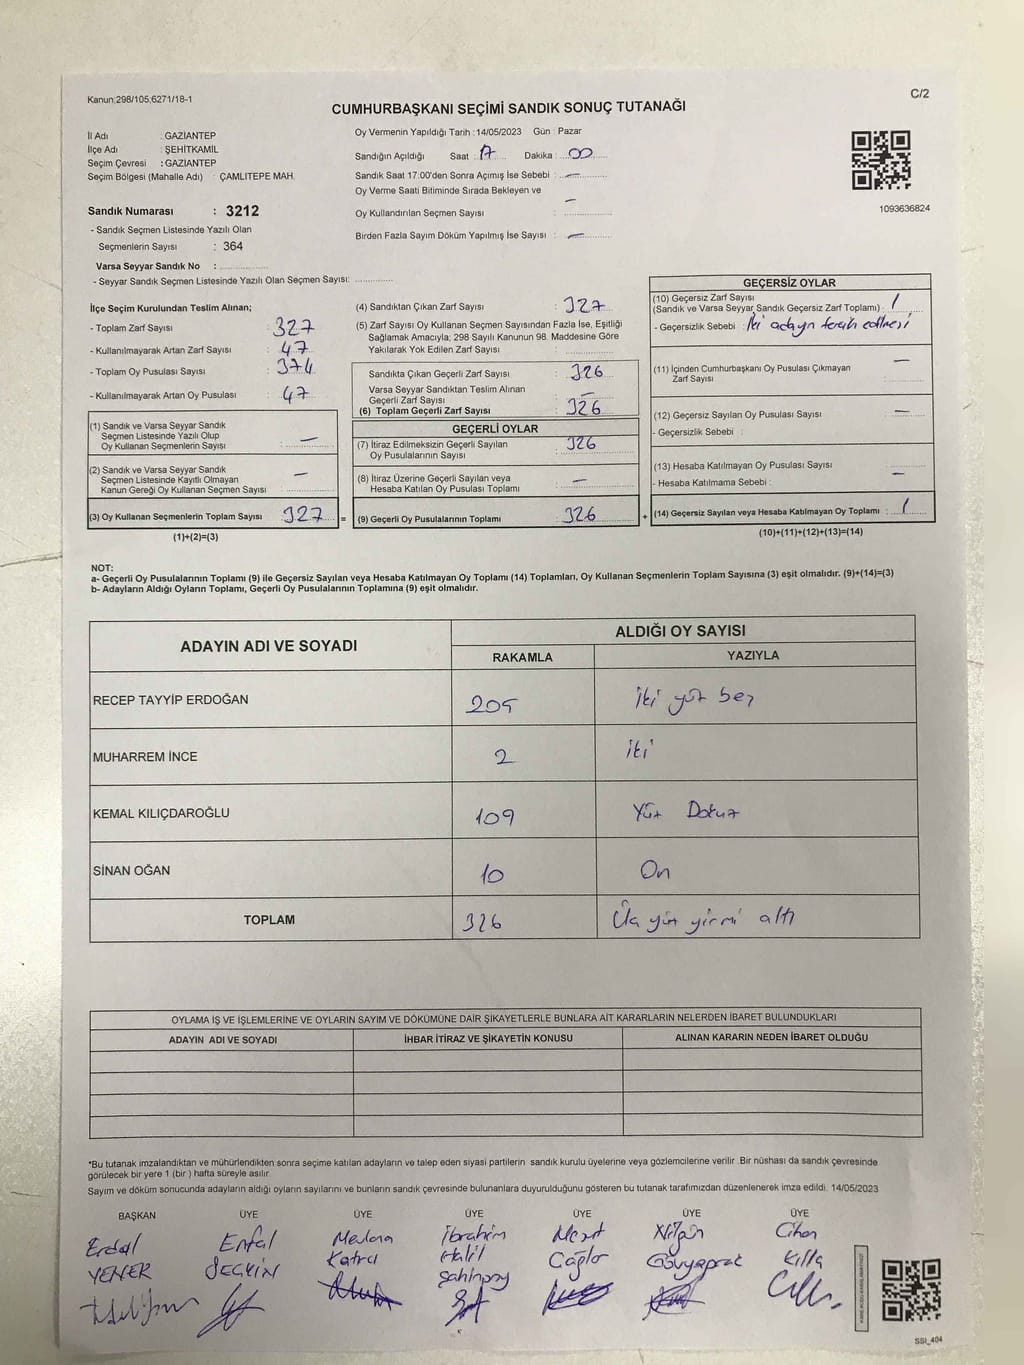 Kanun;298/105,6271/18-1
C/2
CUMHURBAŞKANI SEÇİMİ SANDIK SONUÇ TUTANAĞI
İl Adı : GAZİANTEP
İlçe Adı : ŞEHİTKAMİL
Seçim Çevresi : GAZİANTEP
Seçim Bölgesi (Mahalle Adı) : ÇAMLITEPE MAH.
Sandık Numarası : 3212
- Sandık Seçmen Listesinde Yazılı Olan
Seçmenlerin Sayısı : 364
Varsa Seyyar Sandık No :
- Seyyar Sandık Seçmen Listesinde Yazılı Olan Seçmen Sayısı:
Oy Vermenin Yapıldığı Tarih : 14/05/2023 Gün : Pazar
Sandığın Açıldığı Saat : 17 Dakika : 00
Sandık Saat 17:00'den Sonra Açımış İse Sebebi : —
Oy Verme Saati Bitiminde Sırada Bekleyen ve
Oy Kullandırılan Seçmen Sayısı : —
Birden Fazla Sayım Döküm Yapılmış İse Sayısı : —
1093636824
İlçe Seçim Kurulundan Teslim Alınan;
- Toplam Zarf Sayısı : 327
- Kullanılmayarak Artan Zarf Sayısı : 47
- Toplam Oy Pusulası Sayısı : 374
- Kullanılmayarak Artan Oy Pusulası : 47
(1) Sandık ve Varsa Seyyar Sandık
Seçmen Listesinde Yazılı Olup
Oy Kullanan Seçmenlerin Sayısı : —
(2) Sandık ve Varsa Seyyar Sandık
Seçmen Listesinde Kayıtlı Olmayan
Kanun Gereği Oy Kullanan Seçmen Sayısı : —
(3) Oy Kullanan Seçmenlerin Toplam Sayısı : 327 =
(1)+(2)=(3)
(4) Sandıktan Çıkan Zarf Sayısı : 327
(5) Zarf Sayısı Oy Kullanan Seçmen Sayısından Fazla İse, Eşitliği
Sağlamak Amacıyla; 298 Sayılı Kanunun 98. Maddesine Göre
Yakılarak Yok Edilen Zarf Sayısı :
Sandıkta Çıkan Geçerli Zarf Sayısı : 326
Varsa Seyyar Sandıktan Teslim Alınan
Geçerli Zarf Sayısı : —
(6) Toplam Geçerli Zarf Sayısı : 326
GEÇERLİ OYLAR
(7) İtiraz Edilmeksizin Geçerli Sayılan : 326
Oy Pusulalarının Sayısı
(8) İtiraz Üzerine Geçerli Sayılan veya
Hesaba Katılan Oy Pusulası Toplamı : —
(9) Geçerli Oy Pusulalarının Toplamı : 326 +
GEÇERSİZ OYLAR
(10) Geçersiz Zarf Sayısı
(Sandık ve Varsa Seyyar Sandık Geçersiz Zarf Toplamı) : 1
- Geçersizlik Sebebi : İki adayın tercih edilmesi
(11) İçinden Cumhurbaşkanı Oy Pusulası Çıkmayan
Zarf Sayısı : —
(12) Geçersiz Sayılan Oy Pusulası Sayısı : —
- Geçersizlik Sebebi :
(13) Hesaba Katılmayan Oy Pusulası Sayısı : —
- Hesaba Katılmama Sebebi :
(14) Geçersiz Sayılan veya Hesaba Katılmayan Oy Toplamı : 1
(10)+(11)+(12)+(13)=(14)
NOT:
a- Geçerli Oy Pusulalarının Toplamı (9) ile Geçersiz Sayılan veya Hesaba Katılmayan Oy Toplamı (14) Toplamları, Oy Kullanan Seçmenlerin Toplam Sayısına (3) eşit olmalıdır. (9)+(14)=(3)
b- Adayların Aldığı Oyların Toplamı, Geçerli Oy Pusulalarının Toplamına (9) eşit olmalıdır.
ADAYIN ADI VE SOYADI ALDIĞI OY SAYISI
RAKAMLA YAZIYLA
RECEP TAYYİP ERDOĞAN 205 İki yüz beş
MUHARREM İNCE 2 İki
KEMAL KILIÇDAROĞLU 109 Yüz Dokuz
SİNAN OĞAN 10 On
TOPLAM 326 Üç yüz yirmi altı
OYLAMA İŞ VE İŞLEMLERİNE VE OYLARIN SAYIM VE DÖKÜMÜNE DAİR ŞİKAYETLERLE BUNLARA AİT KARARLARIN NELERDEN İBARET BULUNDUKLARI
ADAYIN ADI VE SOYADI İHBAR İTİRAZ VE ŞİKAYETİN KONUSU ALINAN KARARIN NEDEN İBARET OLDUĞU
*Bu tutanak imzalandıktan ve mühürlendikten sonra seçime katılan adayların ve talep eden siyasi partilerin sandık kurulu üyelerine veya gözlemcilerine verilir .Bir nüshası da sandık çevresinde
görülecek bir yere 1 (bir ) hafta süreyle asılır.
Sayım ve döküm sonucunda adayların aldığı oyların sayılarını ve bunların sandık çevresinde bulunanlara duyurulduğunu gösteren bu tutanak tarafımızdan düzenlenerek imza edildi. 14/05/2023
BAŞKAN ÜYE ÜYE ÜYE ÜYE ÜYE ÜYE
Erdal Enfal Mevlana İbrahim Mert Nilgün Cihan
YENER SEÇKİN Katra Halil Çağlar Gövyaprak Killa
Şahinsoy
SSI_404